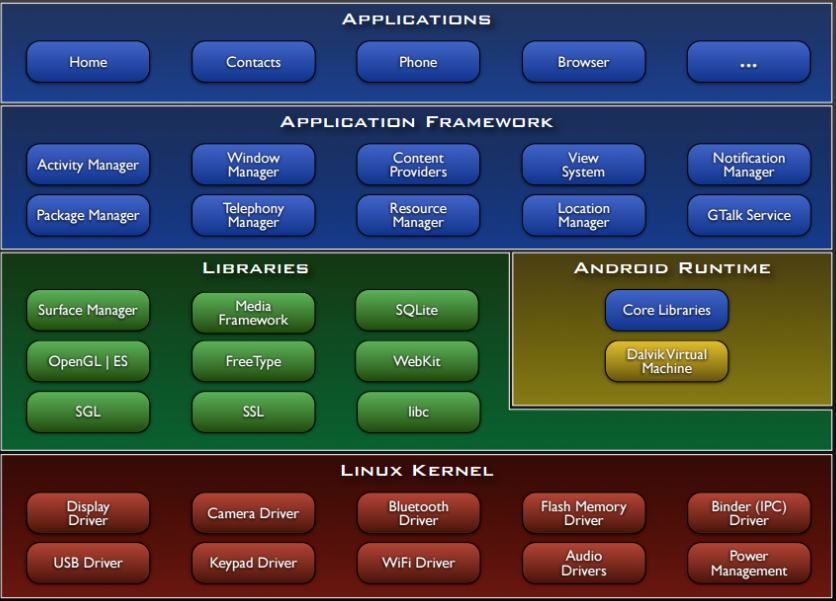 APPLICATIONS
Home
Contacts
Phone
Browser
...
APPLICATION FRAMEWORK
Activity Manager
Window
Manager
Content
Providers
View
System
Notification
Manager
Package Manager
Telephony
Manager
Resource
Manager
Location
Manager
GTalk Service
LIBRARIES
Surface Manager
Media
Framework
SQLite
OpenGL | ES
FreeType
WebKit
SGL
SSL
libc
ANDROID RUNTIME
Core Libraries
Dalvik Virtual
Machine
LINUX KERNEL
Display
Driver
Camera Driver
Bluetooth
Driver
Flash Memory
Driver
Binder (IPC)
Driver
USB Driver
Keypad Driver
WiFi Driver
Audio
Drivers
Power
Management